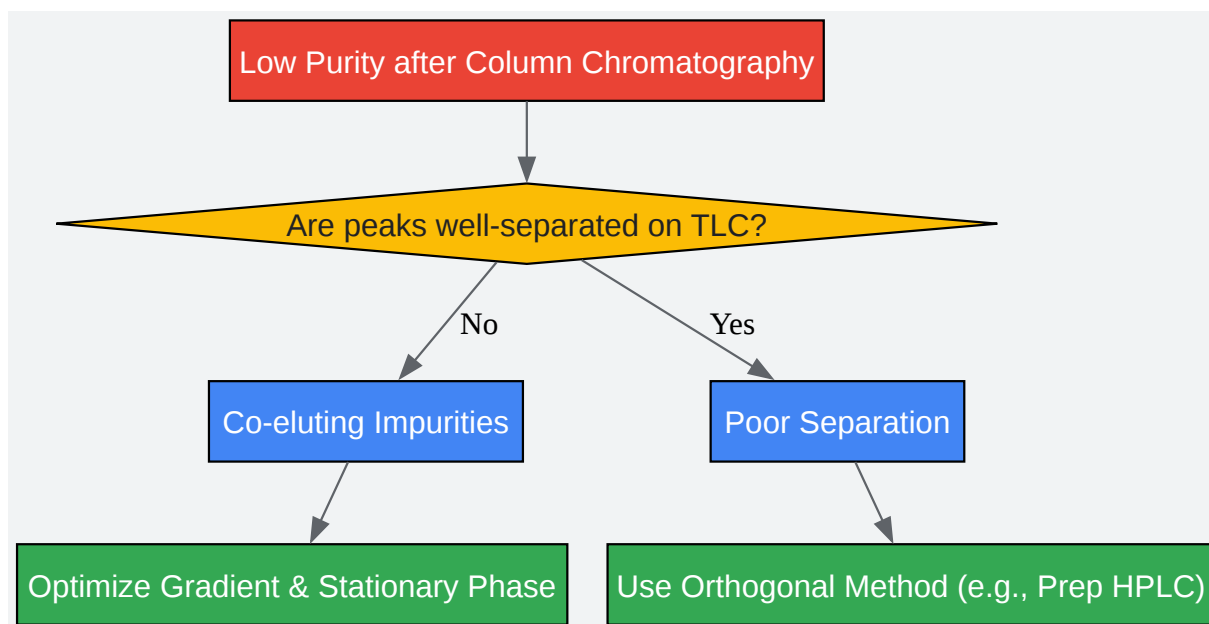 Low Purity after Column Chromatography
Are peaks well-separated on TLC?
No
Yes
Co-eluting Impurities
Poor Separation
Optimize Gradient & Stationary Phase
Use Orthogonal Method (e.g., Prep HPLC)